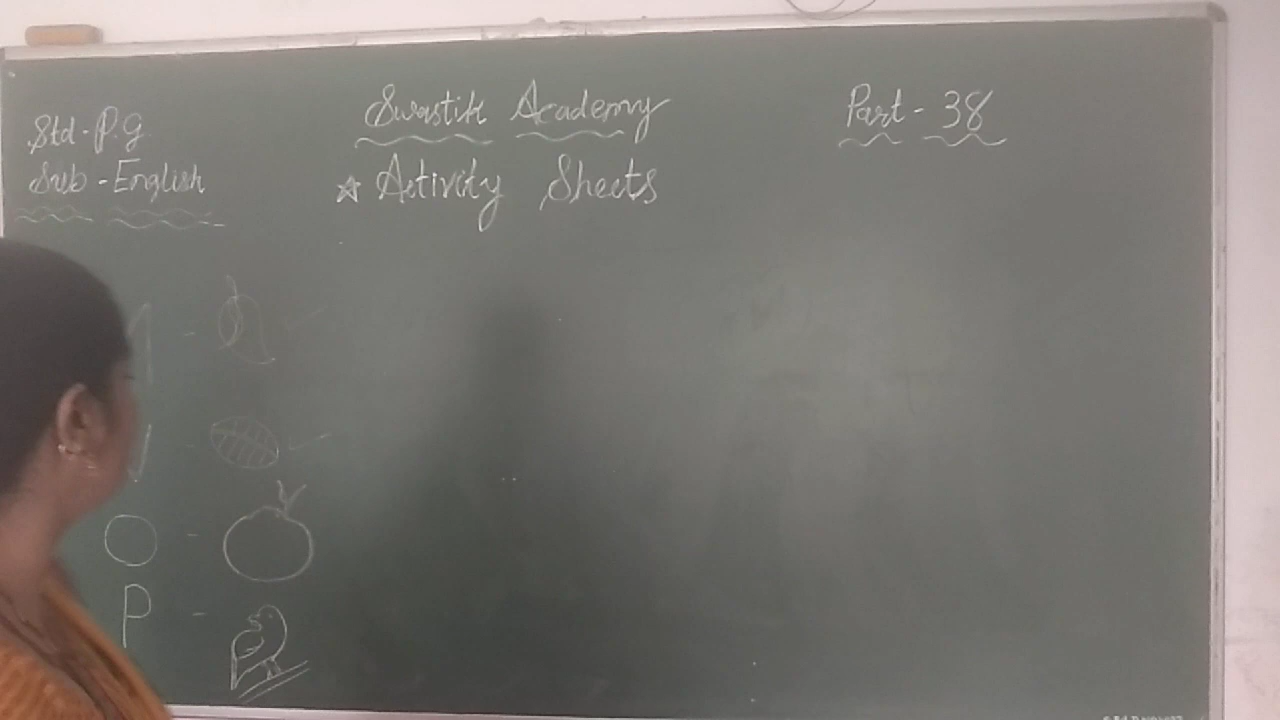 Std - P.G
Sub - English
Swastik Academy
☆ Activity Sheets
Part - 38
O -
P -